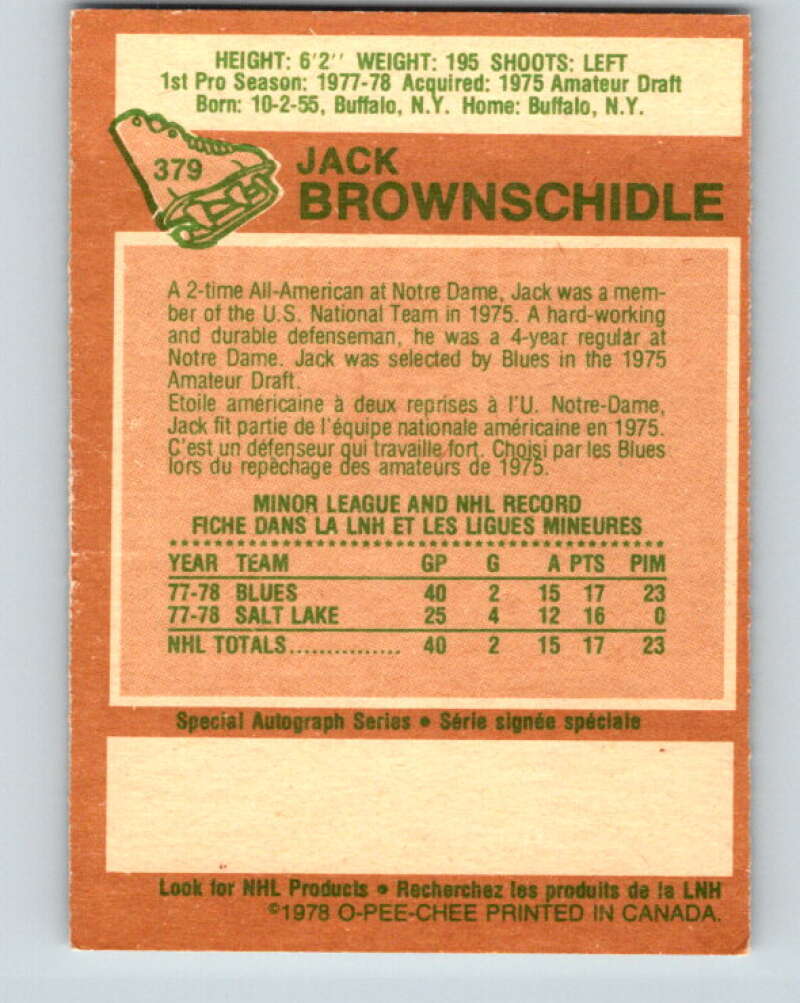 HEIGHT: 6'2'' WEIGHT: 195 SHOOTS: LEFT
1st Pro Season: 1977-78 Acquired: 1975 Amateur Draft
Born: 10-2-55, Buffalo, N.Y. Home: Buffalo, N.Y.
379
JACK
BROWNSCHIDLE
A 2-time All-American at Notre Dame, Jack was a mem-
ber of the U.S. National Team in 1975. A hard-working
and durable defenseman, he was a 4-year regular at
Notre Dame. Jack was selected by Blues in the 1975
Amateur Draft.
Etoile américaine à deux reprises à l'U. Notre-Dame,
Jack fit partie de l'équipe nationale américaine en 1975.
C'est un défenseur qui travaille fort. Choisi par les Blues
lors du repêchage des amateurs de 1975.
MINOR LEAGUE AND NHL RECORD
FICHE DANS LA LNH ET LES LIGUES MINEURES
YEAR TEAM GP G A PTS PIM
77-78 BLUES 40 2 15 17 23
77-78 SALT LAKE 25 4 12 16 0
NHL TOTALS............... 40 2 15 17 23
Special Autograph Series • Série signée spéciale
Look for NHL Products • Recherchez les produits de la LNH
©1978 O-PEE-CHEE PRINTED IN CANADA.